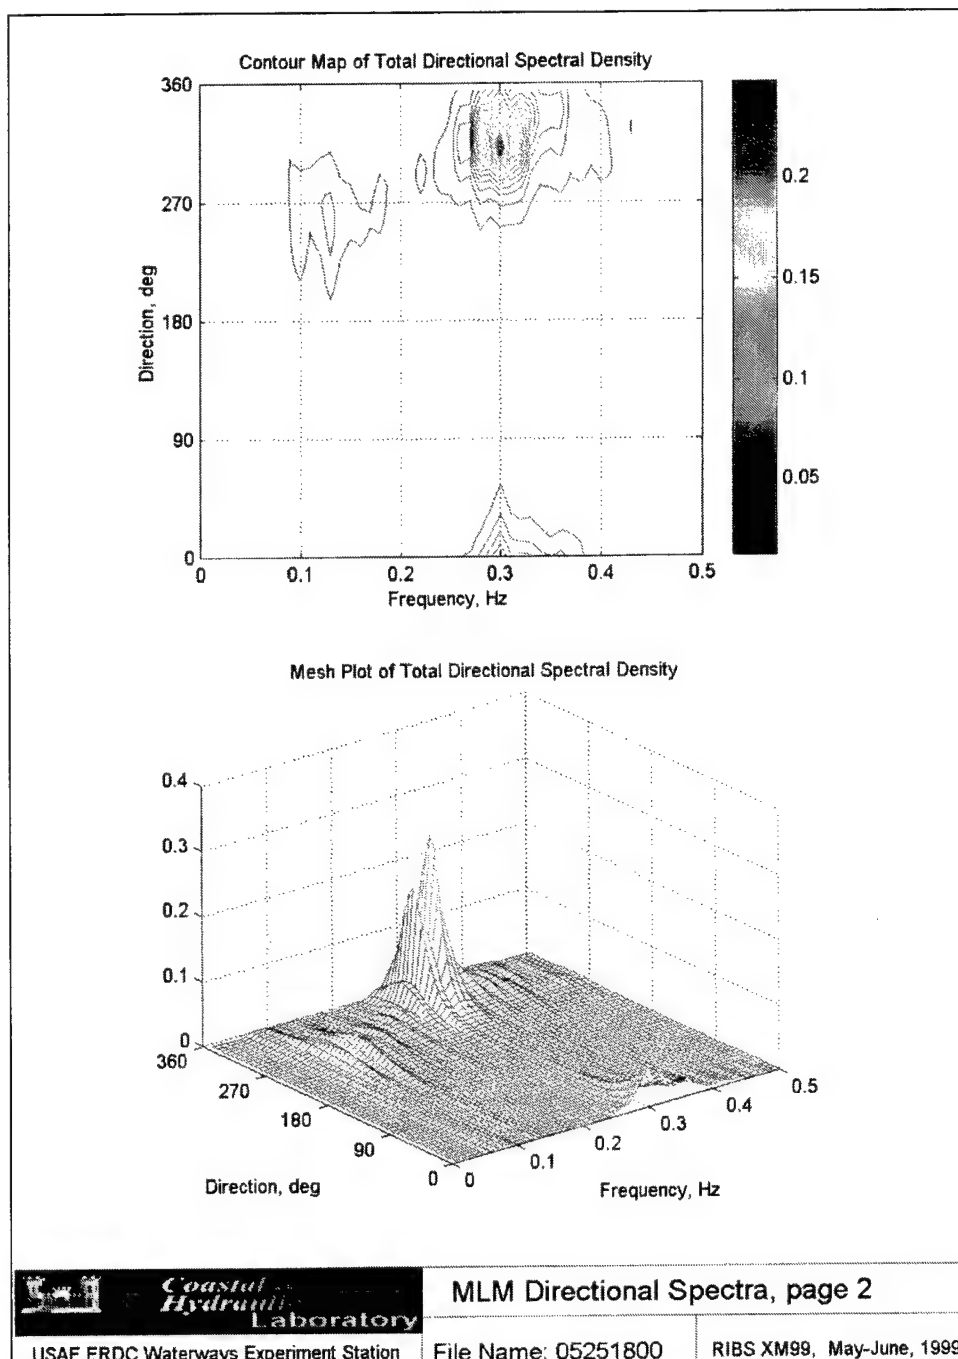 Contour Map of Total Directional Spectral Density
360
270
180
90
0
Direction, deg
0 0.1 0.2 0.3 0.4 0.5
Frequency, Hz
0.2
0.15
0.1
0.05
Mesh Plot of Total Directional Spectral Density
0.4
0.3
0.2
0.1
0
360
270
180
90
0
Direction, deg
0
0.1
0.2
0.3
0.4
0.5
Frequency, Hz
Coastal
Laboratory
USAE ERDC Waterways Experiment Station
MLM Directional Spectra, page 2
File Name: 05251800
RIBS XM99, May-June, 1999